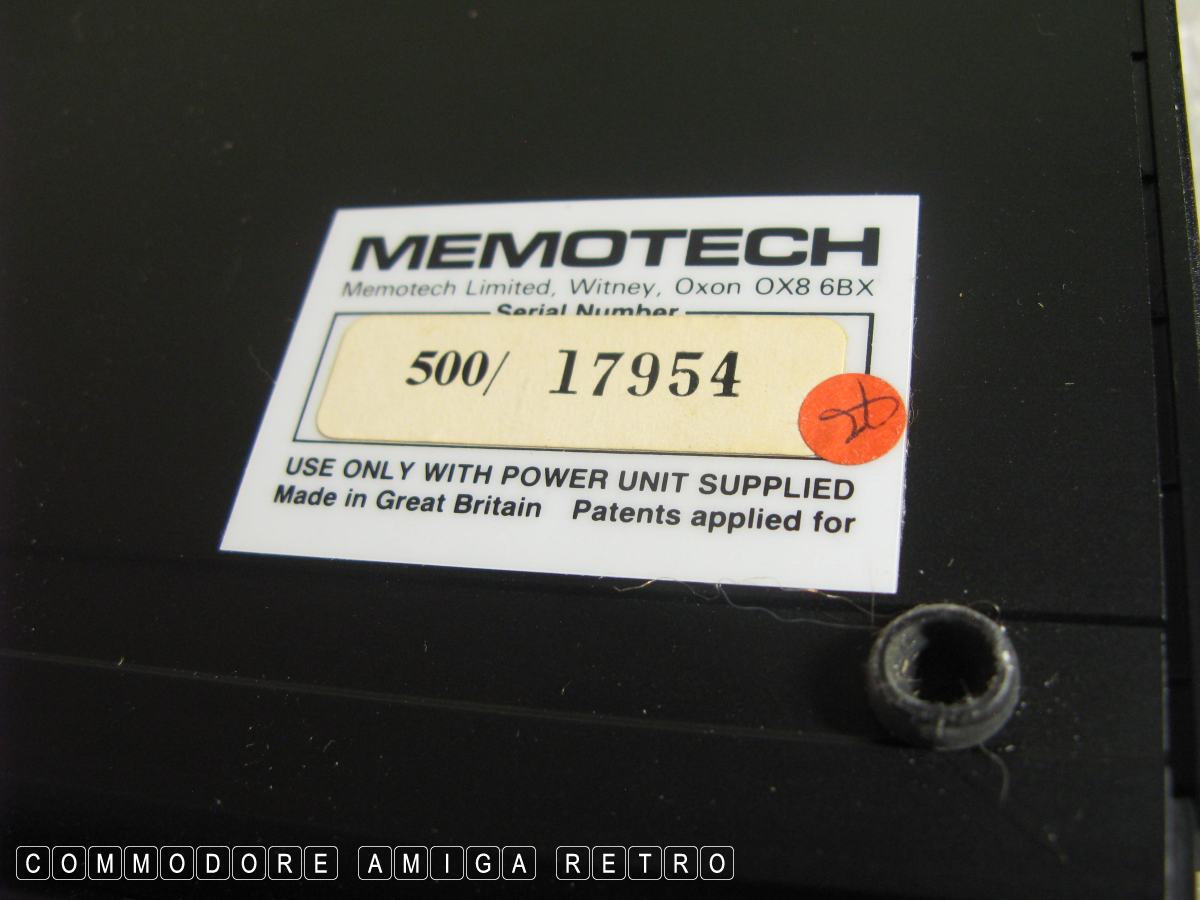 MEMOTECH
Memotech Limited, Witney, Oxon OX8 6BX
Serial Number
500/ 17954
USE ONLY WITH POWER UNIT SUPPLIED
Made in Great Britain Patents applied for
COMMODORE AMIGA RETRO